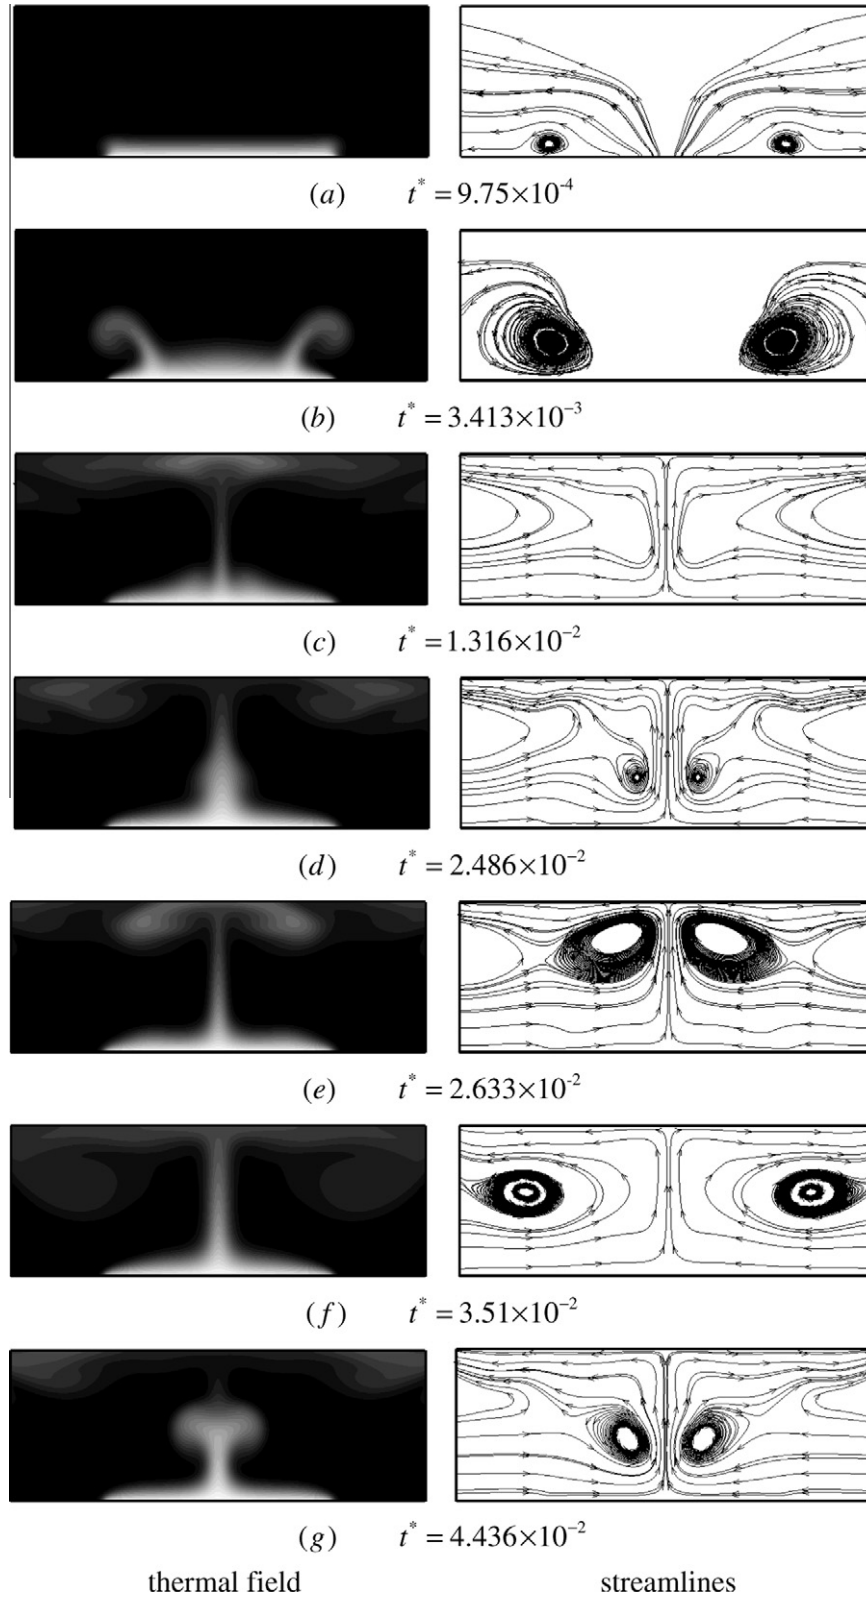 (a) t* = 9.75×10⁻⁴
(b) t* = 3.413×10⁻³
(c) t* = 1.316×10⁻²
(d) t* = 2.486×10⁻²
(e) t* = 2.633×10⁻²
(f) t* = 3.51×10⁻²
(g) t* = 4.436×10⁻²
thermal field streamlines